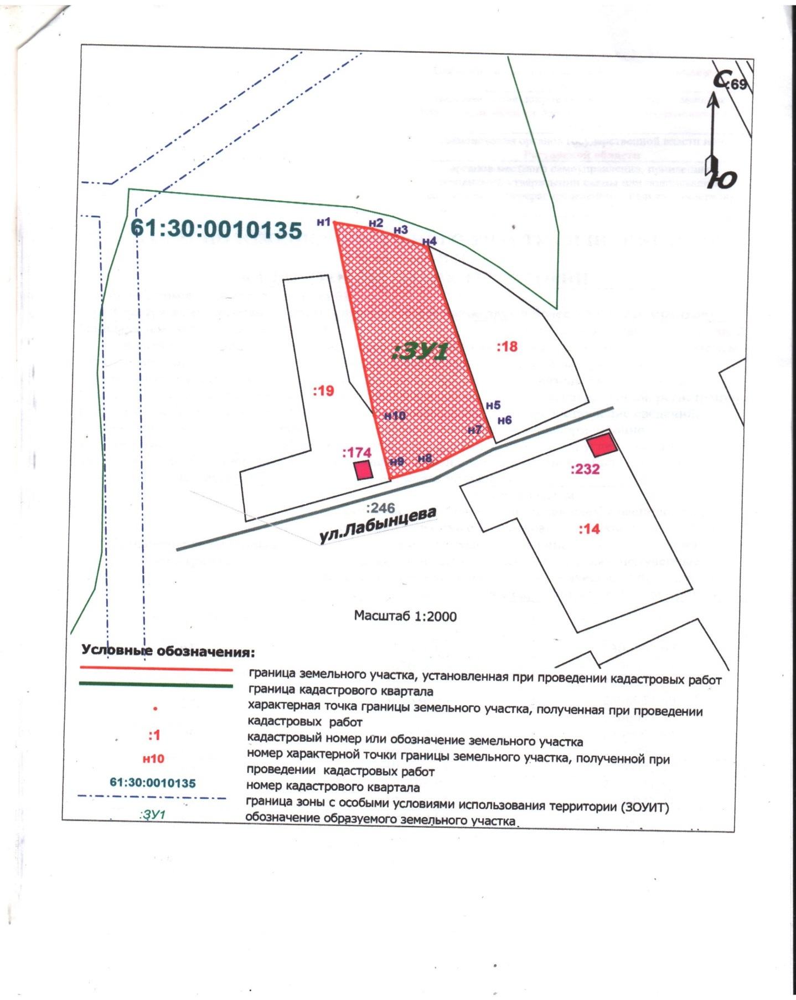 С
:69
Ю
61:30:0010135
н1
н2
н3
н4
:ЗУ1
:18
:19
н5
н10
н6
н7
:174
н9
н8
:232
:246
ул.Лабынцева
:14
Масштаб 1:2000
Условные обозначения:
граница земельного участка, установленная при проведении кадастровых работ
граница кадастрового квартала
характерная точка границы земельного участка, полученная при проведении
кадастровых работ
:1
кадастровый номер или обозначение земельного участка
н10
номер характерной точки границы земельного участка, полученной при
проведении кадастровых работ
61:30:0010135
номер кадастрового квартала
граница зоны с особыми условиями использования территории (ЗОУИТ)
:ЗУ1
обозначение образуемого земельного участка